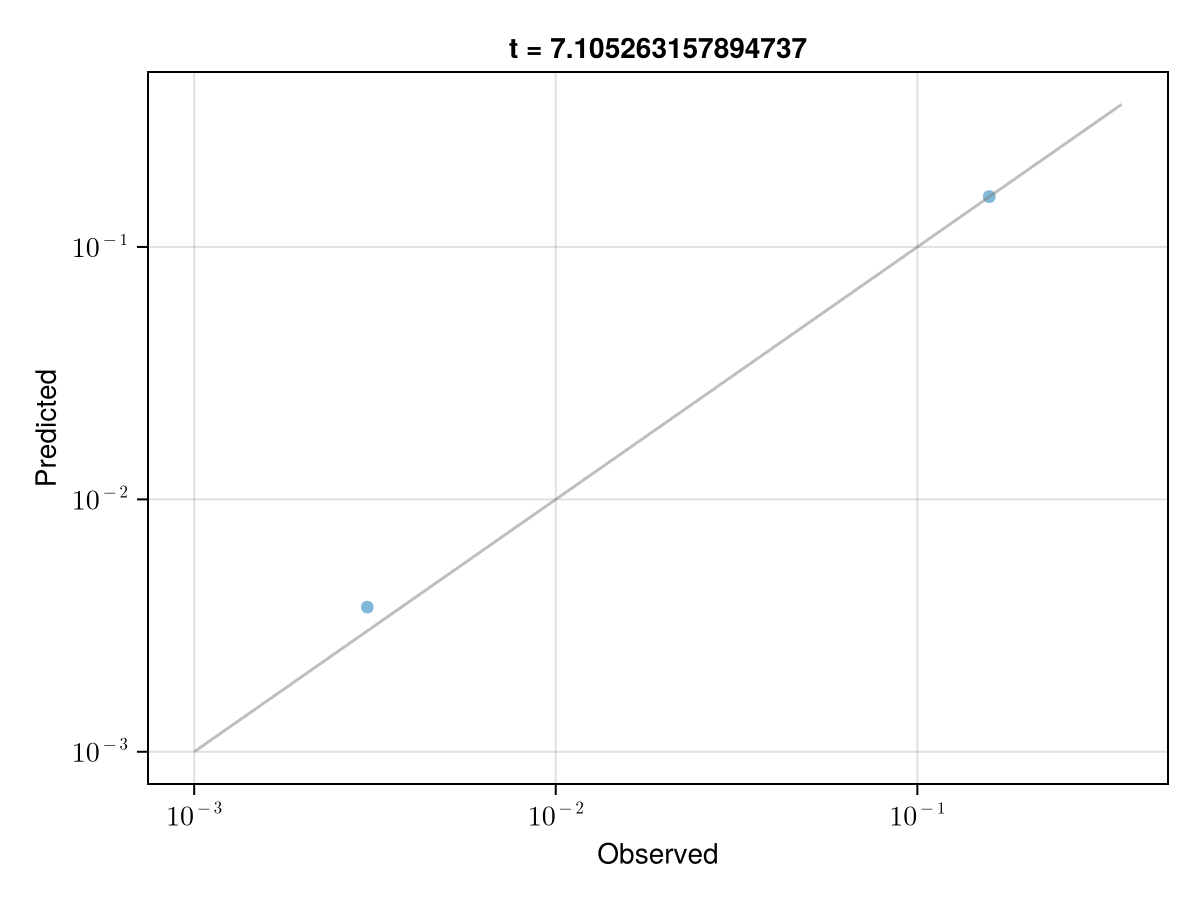 t = 7.105263157894737
Predicted
10⁻¹
10⁻²
10⁻³
10⁻³ 10⁻² 10⁻¹
Observed